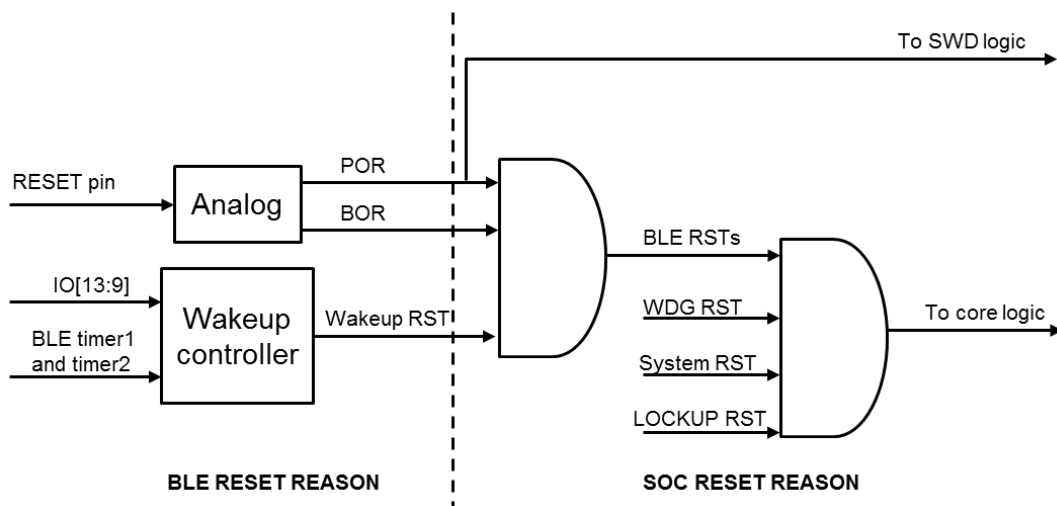 To SWD logic
POR
RESET pin
Analog
BOR
BLE RSTs
IO[13:9]
Wakeup
controller
WDG RST
Wakeup RST
To core logic
BLE timer1
and timer2
System RST
LOCKUP RST
BLE RESET REASON
SOC RESET REASON